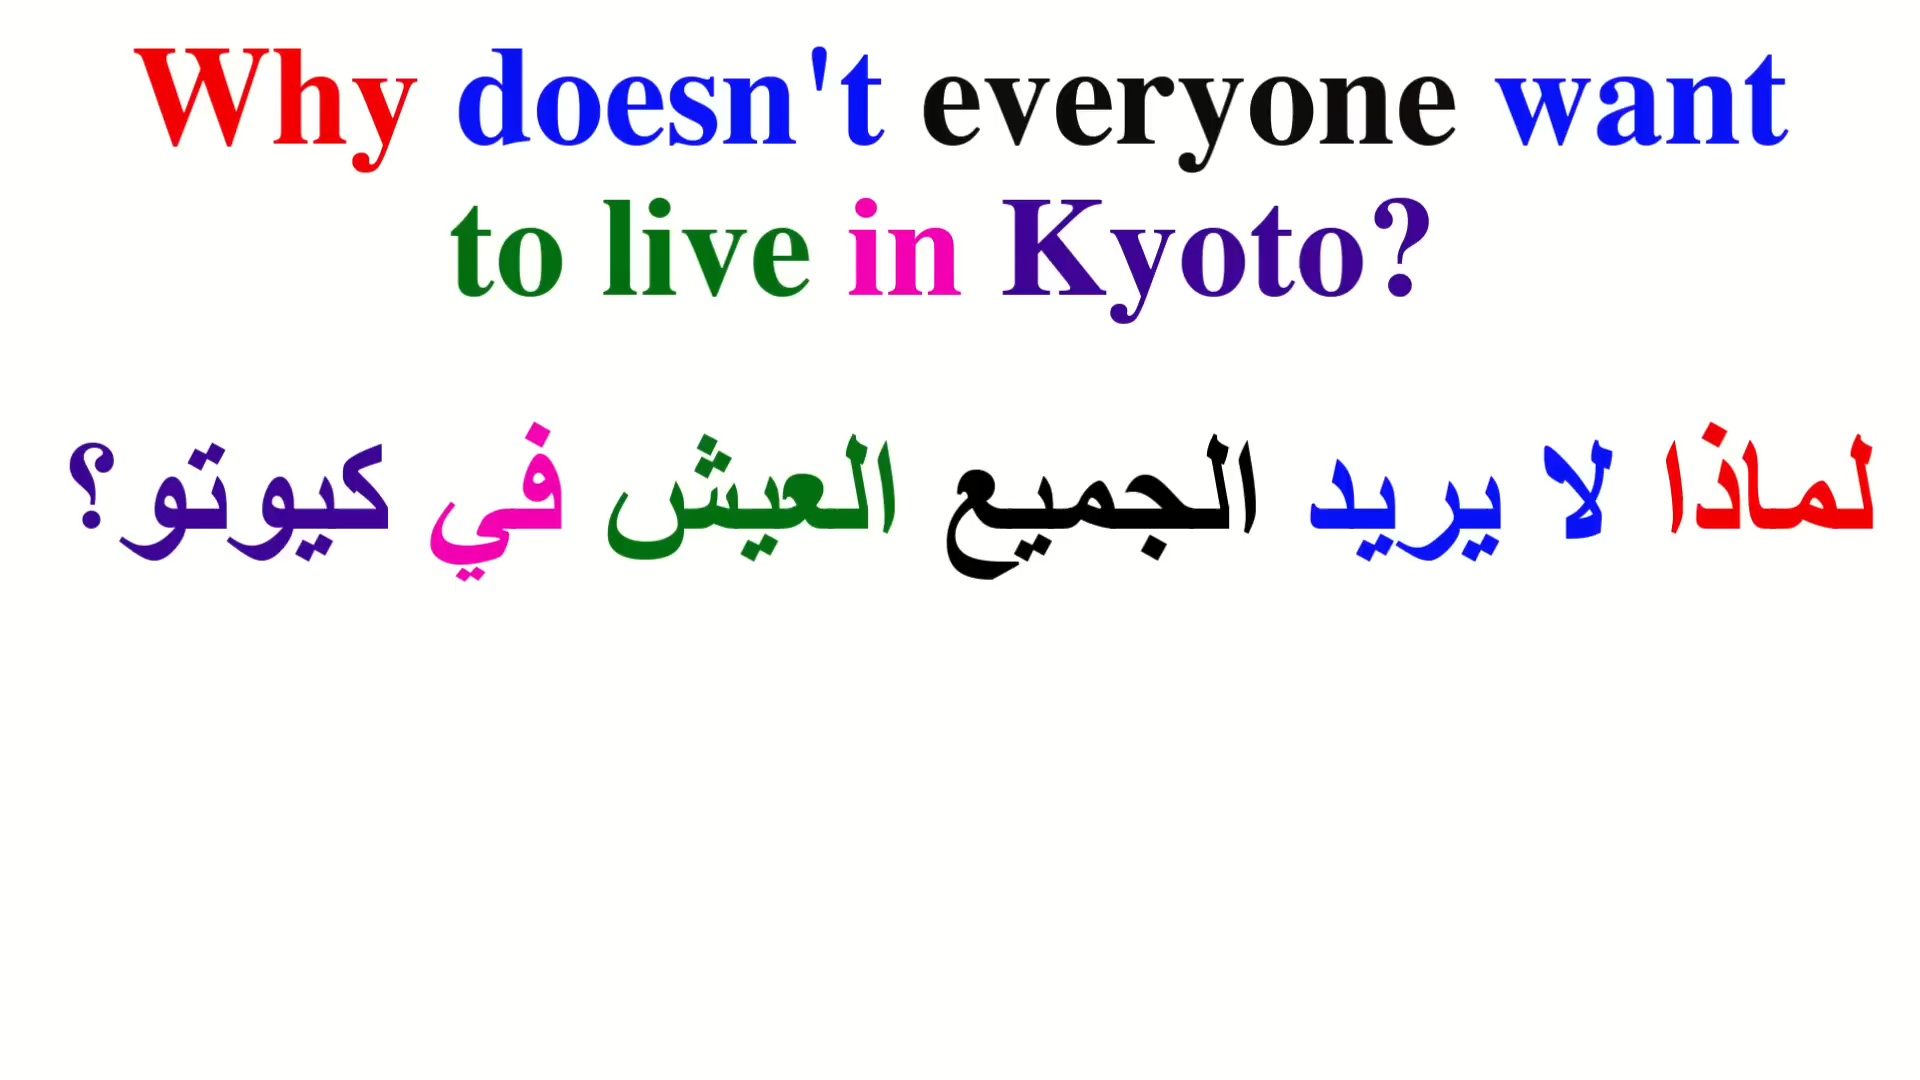 Why doesn't everyone want
to live in Kyoto?
لماذا لا يريد الجميع العيش في كيوتو؟